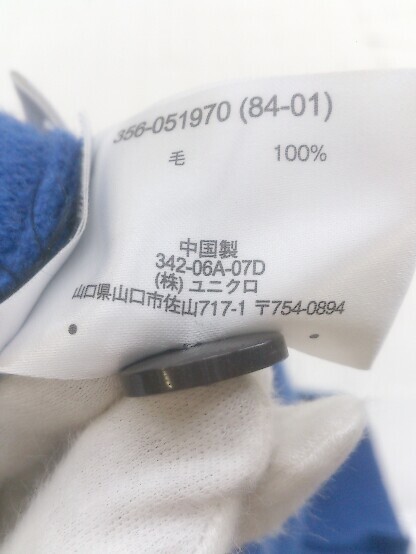 356-051970 (84-01)
毛 100%
中国製
342-06A-07D
(株) ユニクロ
山口県山口市佐山717-1 〒754-0894